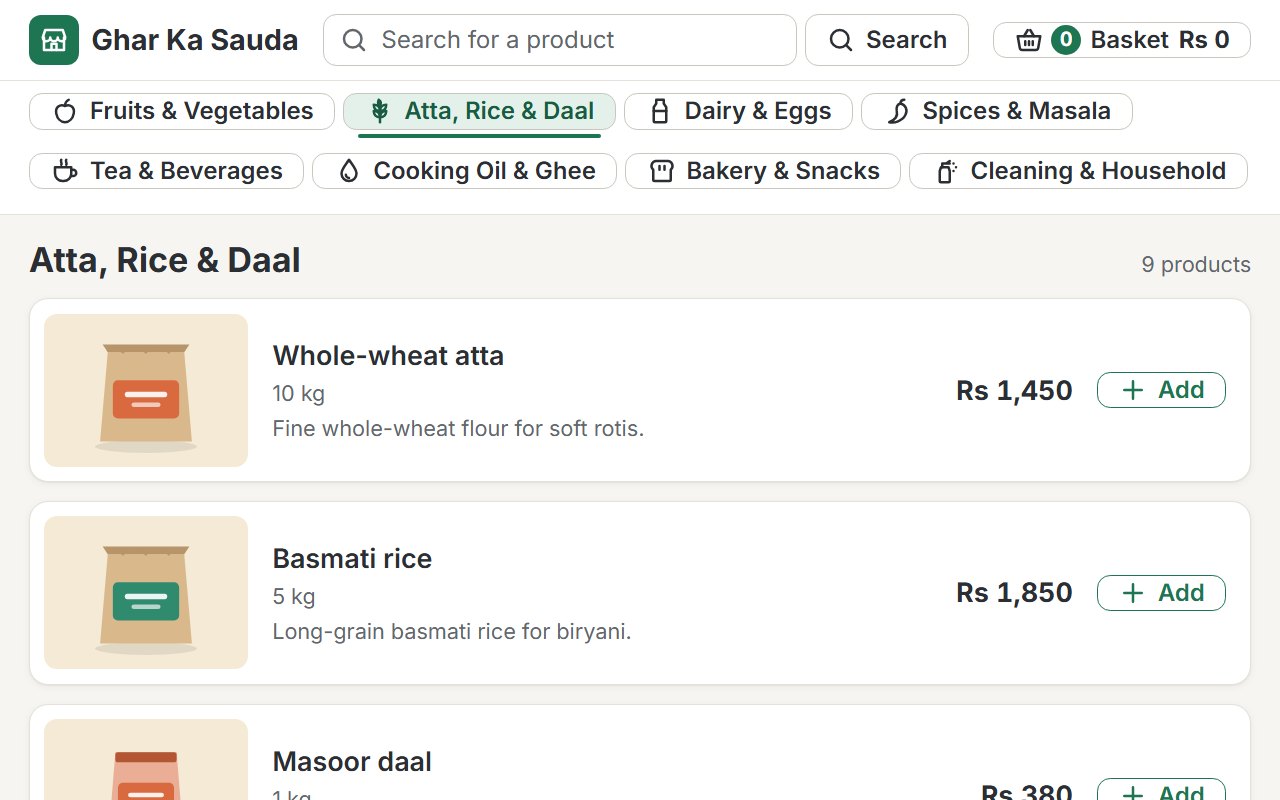 Ghar Ka Sauda
Search for a product
Search
0 Basket Rs 0
Fruits & Vegetables
Atta, Rice & Daal
Dairy & Eggs
Spices & Masala
Tea & Beverages
Cooking Oil & Ghee
Bakery & Snacks
Cleaning & Household
Atta, Rice & Daal
9 products
Whole-wheat atta
10 kg
Fine whole-wheat flour for soft rotis.
Rs 1,450
Add
Basmati rice
5 kg
Long-grain basmati rice for biryani.
Rs 1,850
Add
Masoor daal
1 kg
Rs 380
Add